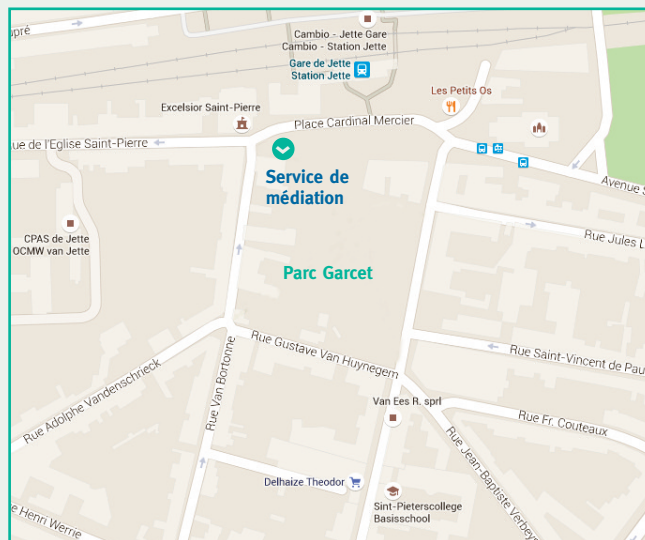 upré
Cambio - Jette Gare
Cambio - Station Jette
Gare de Jette
Station Jette
Les Petits Os
Excelsior Saint-Pierre
Place Cardinal Mercier
ue de l'Eglise Saint-Pierre
Service de
médiation
Avenue S
CPAS de Jette
OCMW van Jette
Rue Jules L
Parc Garcet
Rue Gustave Van Huynegem
Rue Saint-Vincent de Pau
Rue Adolphe Vandenschrieck
Rue Van Bortonne
Van Ees R. sprl
Rue Fr. Couteaux
Rue Jean-Baptiste Verbeyst
Delhaize Theodor
Sint-Pieterscollege
Basisschool
e Henri Werrie